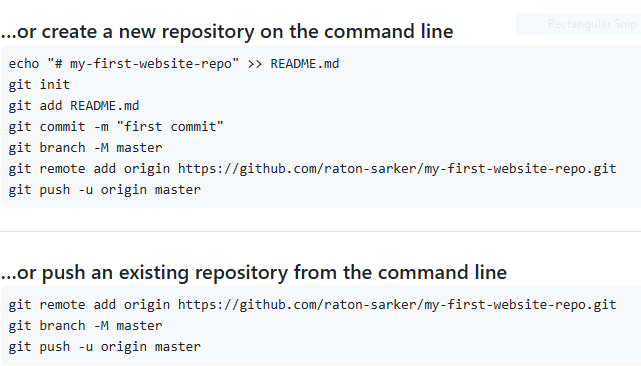 Rectangular Snip
...or create a new repository on the command line
echo "# my-first-website-repo" >> README.md
git init
git add README.md
git commit -m "first commit"
git branch -M master
git remote add origin https://github.com/raton-sarker/my-first-website-repo.git
git push -u origin master
...or push an existing repository from the command line
git remote add origin https://github.com/raton-sarker/my-first-website-repo.git
git branch -M master
git push -u origin master